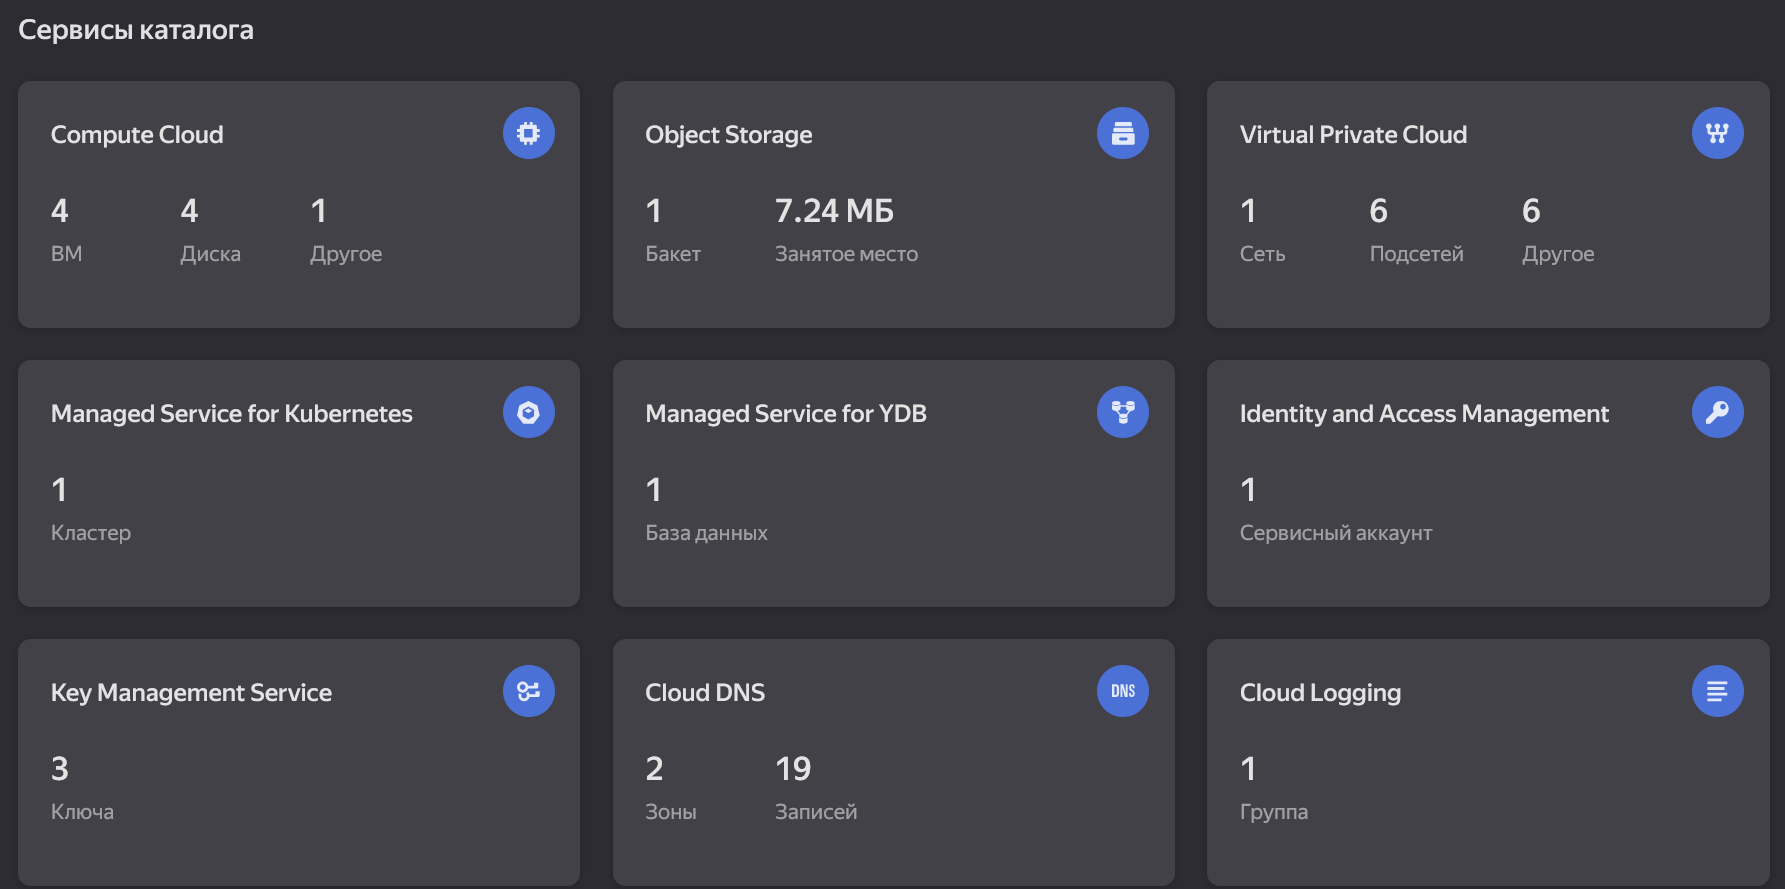 Сервисы каталога
Compute Cloud
4
ВМ
4
Диска
1
Другое
Object Storage
1
Бакет
7.24 МБ
Занятое место
Virtual Private Cloud
1
Сеть
6
Подсетей
6
Другое
Managed Service for Kubernetes
1
Кластер
Managed Service for YDB
1
База данных
Identity and Access Management
1
Сервисный аккаунт
Key Management Service
3
Ключа
Cloud DNS
DNS
2
Зоны
19
Записей
Cloud Logging
1
Группа